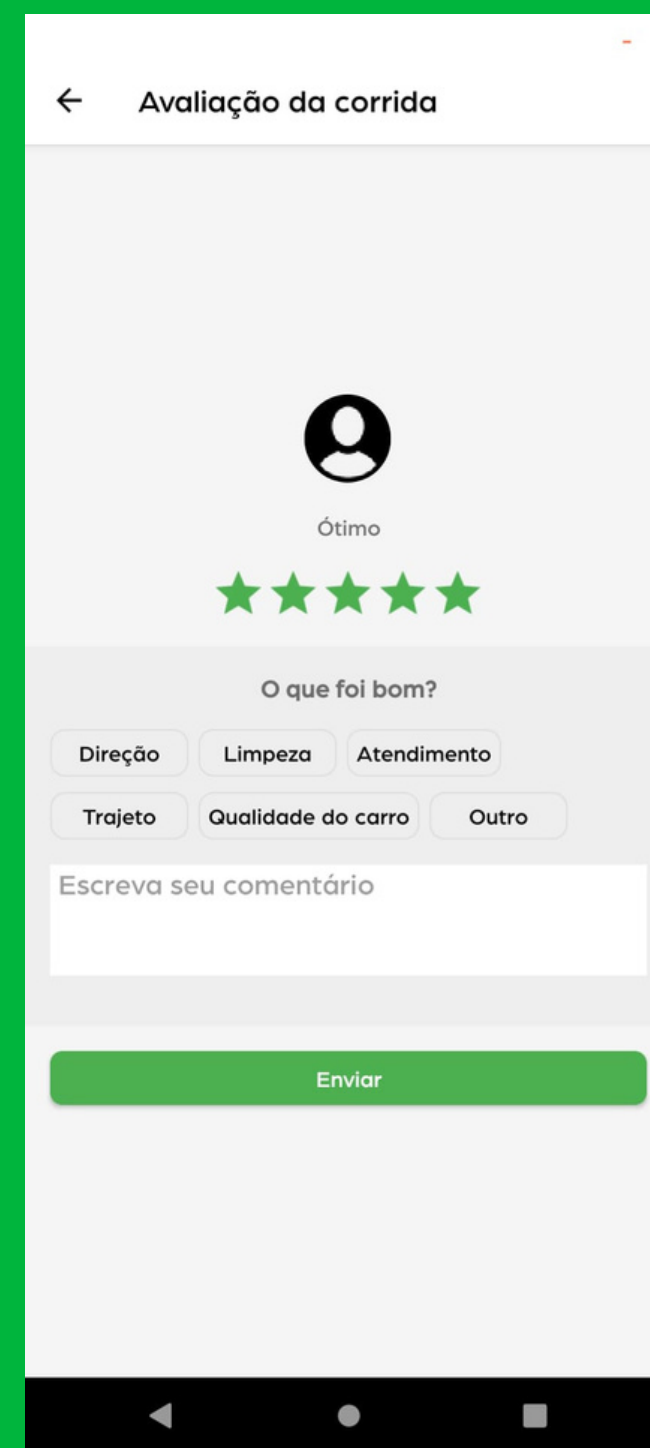 Avaliação da corrida
Ótimo
O que foi bom?
Direção Limpeza Atendimento
Trajeto Qualidade do carro Outro
Escreva seu comentário
Enviar